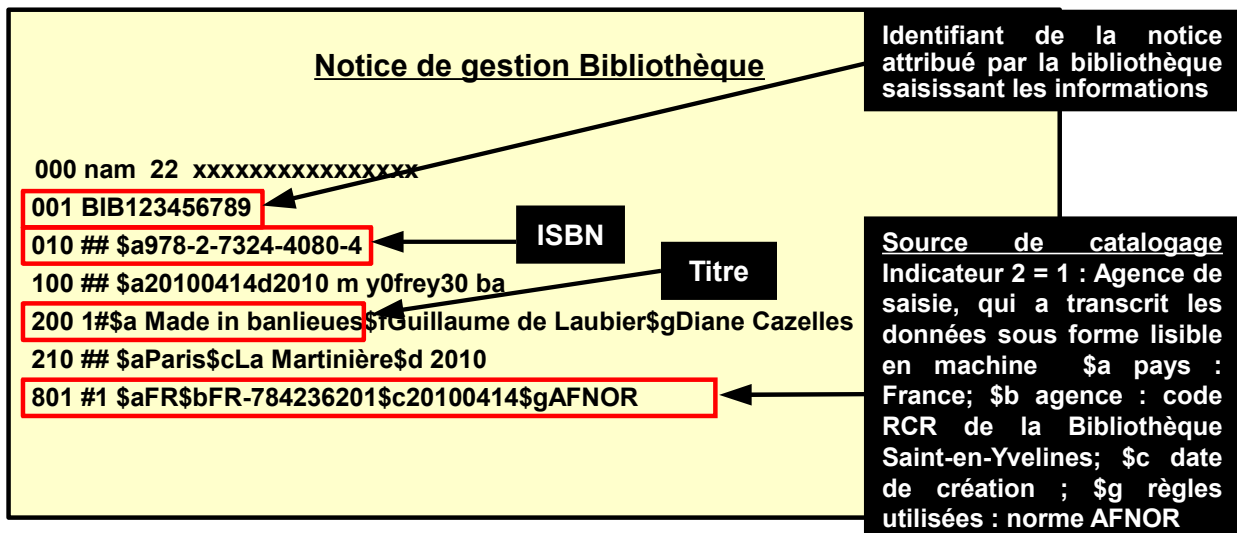 Notice de gestion Bibliothèque
Identifiant de la notice
attribué par la bibliothèque
saisissant les informations
000 nam 22 xxxxxxxxxxxxxxxx
001 BIB123456789
010 ## $a978-2-7324-4080-4
ISBN
100 ## $a20100414d2010 m y0frey30 ba
Titre
200 1#$a Made in banlieues$fGuillaume de Laubier$gDiane Cazelles
210 ## $aParis$cLa Martinière$d 2010
801 #1 $aFR$bFR-784236201$c20100414$gAFNOR
Source de catalogage
Indicateur 2 = 1 : Agence de
saisie, qui a transcrit les
données sous forme lisible
en machine $a pays :
France; $b agence : code
RCR de la Bibliothèque
Saint-en-Yvelines; $c date
de création ; $g règles
utilisées : norme AFNOR